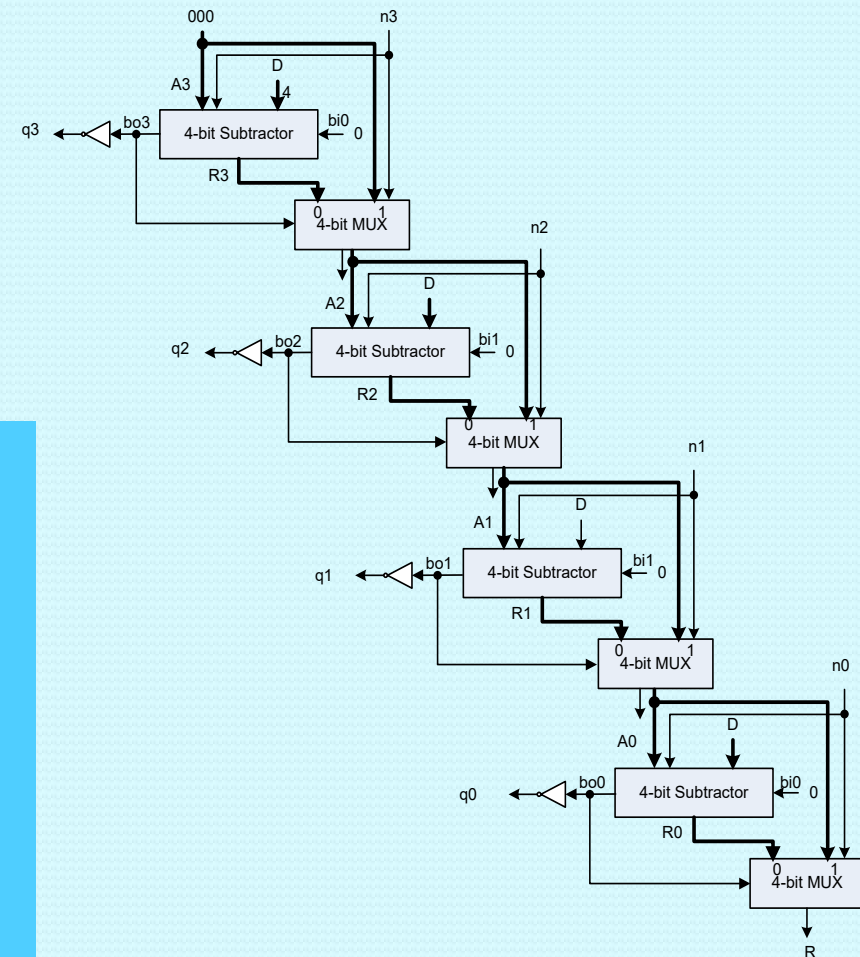 000
n3
D
A3
4
q3
bo3
4-bit Subtractor
bi0
0
R3
0
1
4-bit MUX
n2
D
A2
q2
bo2
4-bit Subtractor
bi1
0
R2
0
1
4-bit MUX
n1
D
A1
q1
bo1
4-bit Subtractor
bi1
0
R1
0
1
4-bit MUX
n0
D
A0
q0
bo0
4-bit Subtractor
bi0
0
R0
0
1
4-bit MUX
R